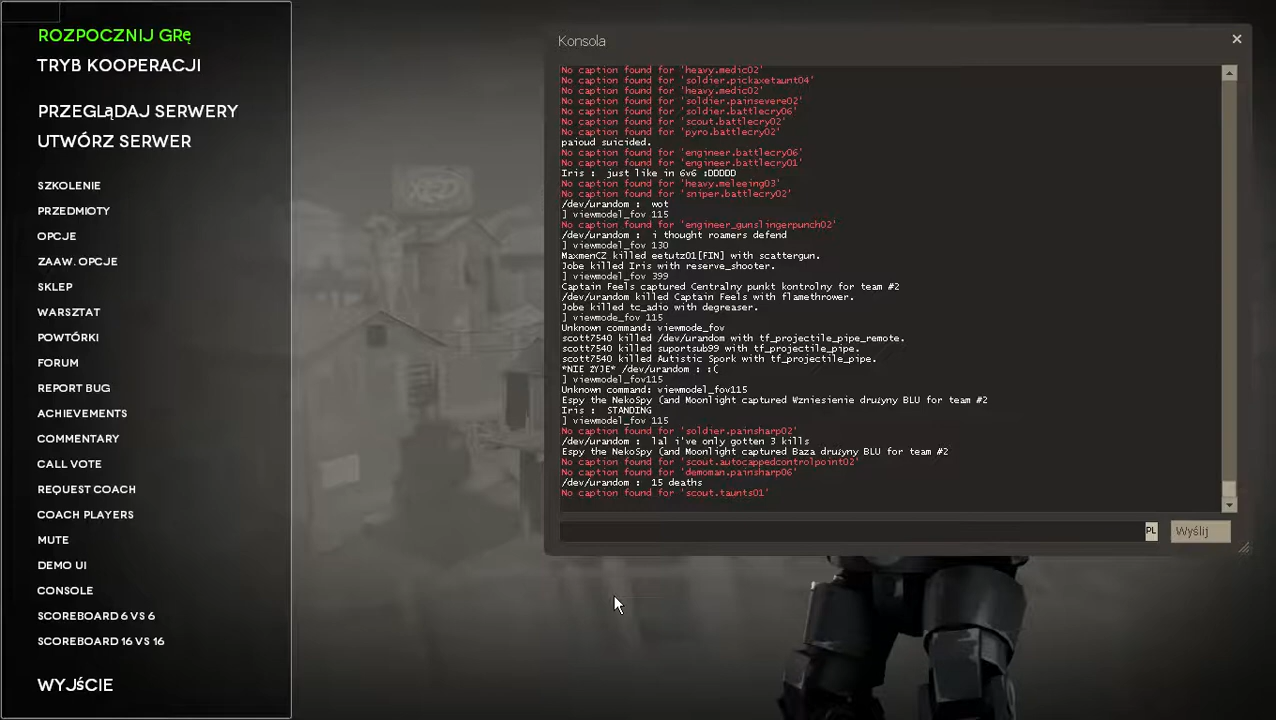 ROZPOCZNIJ GRę
TRYB KOOPERACJI
PRZEGLąDAJ SERWERY
UTWÓRZ SERWER
SZKOLENIE
PRZEDMIOTY
OPCJE
ZAAW. OPCJE
SKLEP
WARSZTAT
POWTÓRKI
FORUM
REPORT BUG
ACHIEVEMENTS
COMMENTARY
CALL VOTE
REQUEST COACH
COACH PLAYERS
MUTE
DEMO UI
CONSOLE
SCOREBOARD 6 VS 6
SCOREBOARD 16 VS 16
WYJśCIE
RED
Konsola
No caption found for 'heavy.medic02'
No caption found for 'soldier.pickaxetaunt04'
No caption found for 'heavy.medic02'
No caption found for 'soldier.painsevere02'
No caption found for 'soldier.battlecry06'
No caption found for 'scout.battlecry02'
No caption found for 'pyro.battlecry02'
paioud suicided.
No caption found for 'engineer.battlecry06'
No caption found for 'engineer.battlecry01'
Iris :  just like in 6v6 :DDDDD
No caption found for 'heavy.meleeing03'
No caption found for 'sniper.battlecry02'
/dev/urandom :  wot
] viewmodel_fov 115
No caption found for 'engineer_gunslingerpunch02'
/dev/urandom :  i thought roamers defend
] viewmodel_fov 130
MaxmenCZ killed eetutz01[FIN] with scattergun.
Jobe killed Iris with reserve_shooter.
] viewmodel_fov 399
Captain Feels captured Centralny punkt kontrolny for team #2
/dev/urandom killed Captain Feels with flamethrower.
Jobe killed tc_adio with degreaser.
] viewmode_fov 115
Unknown command: viewmode_fov
scott7540 killed /dev/urandom with tf_projectile_pipe_remote.
scott7540 killed suportsub99 with tf_projectile_pipe.
scott7540 killed Autistic Spork with tf_projectile_pipe.
*NIE ŻYJE* /dev/urandom : :(
] viewmodel_fov115
Unknown command: viewmodel_fov115
Espy the NekoSpy (and Moonlight captured Wzniesienie drużyny BLU for team #2
Iris :  STANDING
] viewmodel_fov 115
No caption found for 'soldier.painsharp02'
/dev/urandom :  lal i've only gotten 3 kills
Espy the NekoSpy (and Moonlight captured Baza drużyny BLU for team #2
No caption found for 'scout.autocappedcontrolpoint02'
No caption found for 'demoman.painsharp06'
/dev/urandom :  15 deaths
No caption found for 'scout.taunts01'
PL
Wyślij